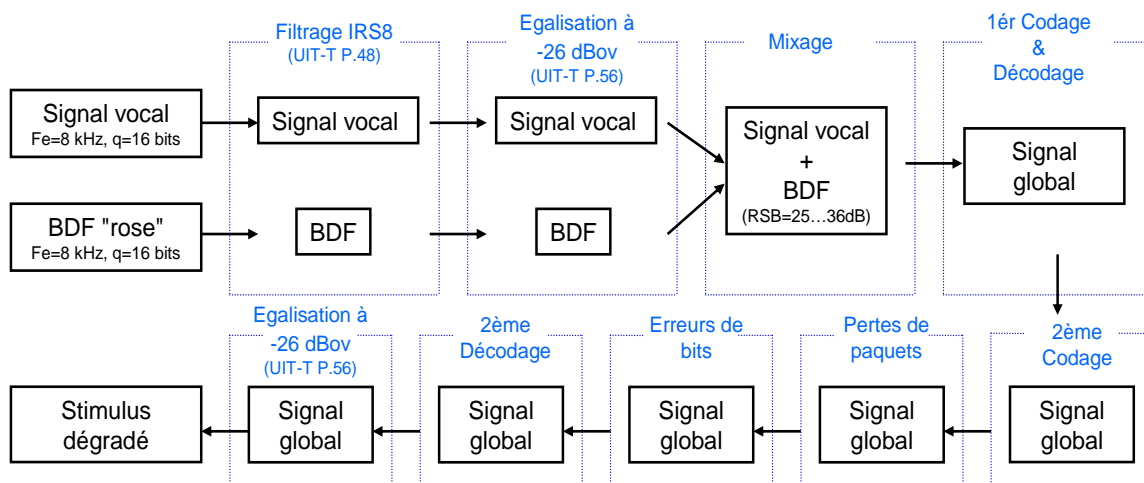 Filtrage IRS8
(UIT-T P.48)
Egalisation à
-26 dBov
(UIT-T P.56)
Mixage
1ér Codage
&
Décodage
Signal vocal
Fe=8 kHz, q=16 bits
Signal vocal
Signal vocal
Signal vocal
+
BDF
(RSB=25…36dB)
Signal
global
BDF "rose"
Fe=8 kHz, q=16 bits
BDF
BDF
Egalisation à
-26 dBov
(UIT-T P.56)
2ème
Décodage
Erreurs de
bits
Pertes de
paquets
2ème
Codage
Stimulus
dégradé
Signal
global
Signal
global
Signal
global
Signal
global
Signal
global